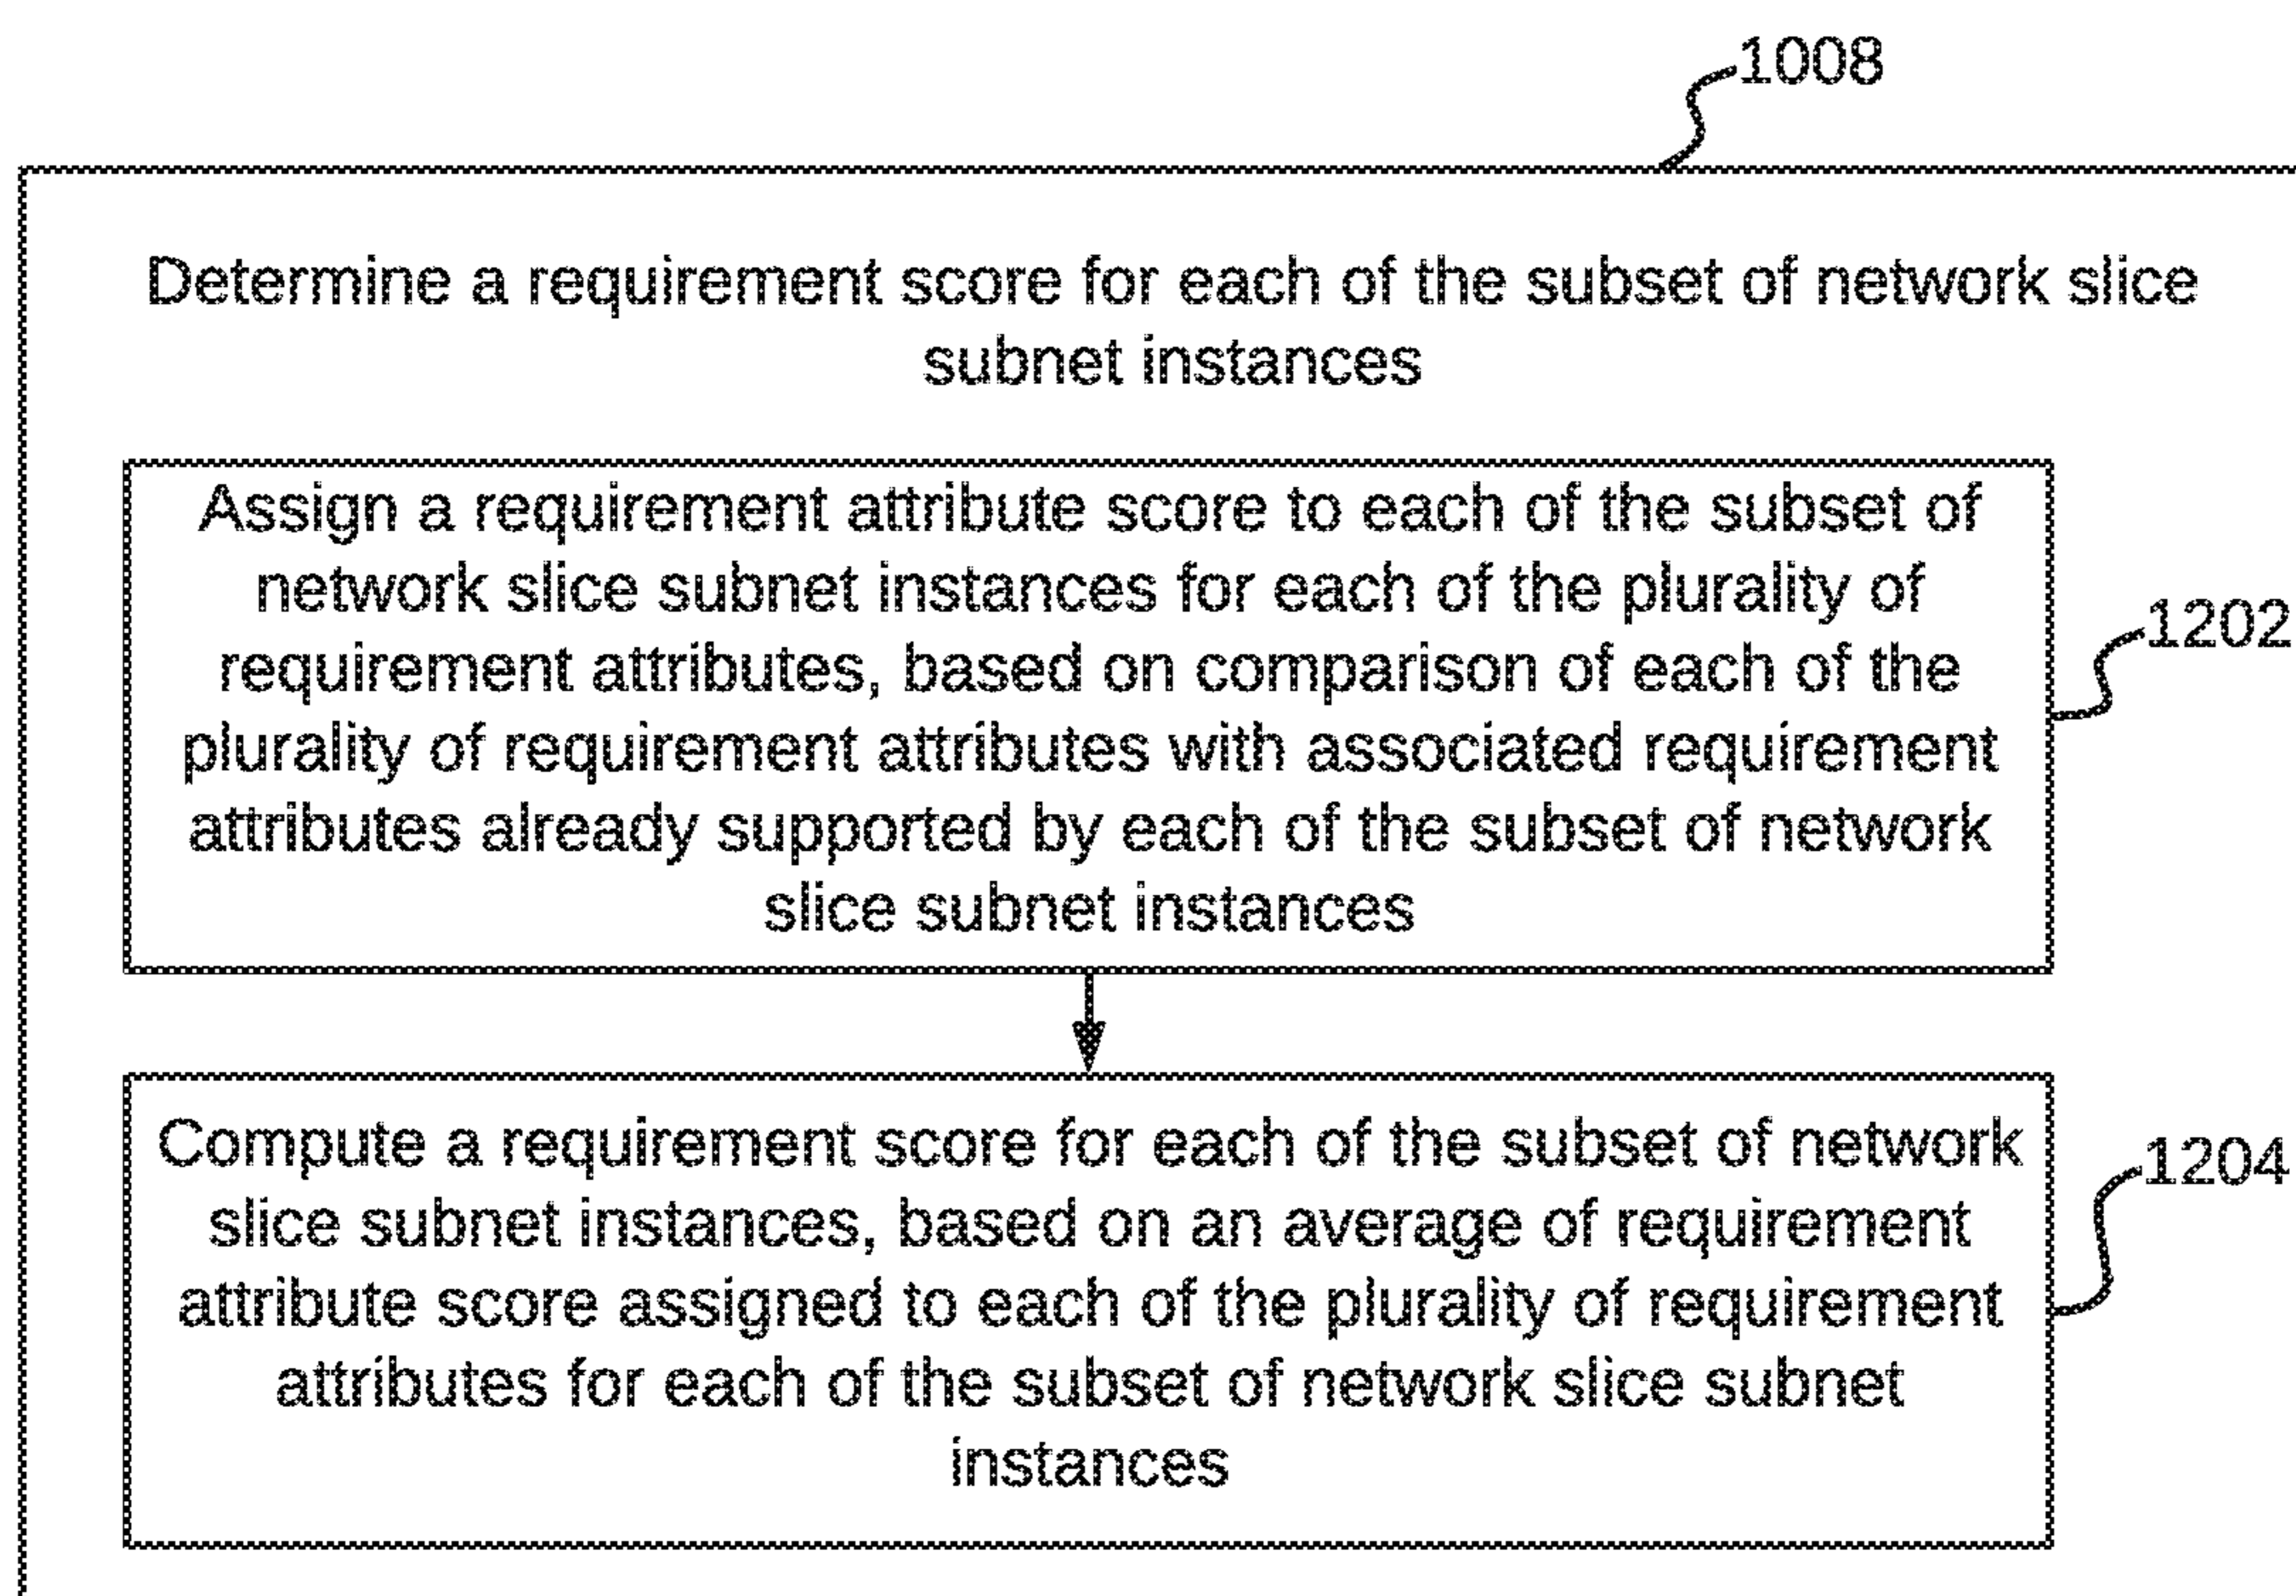 1008
Determine a requirement score for each of the subset of network slice
subnet instances
Assign a requirement attribute score to each of the subset of
network slice subnet instances for each of the plurality of
requirement attributes, based on comparison of each of the
plurality of requirement attributes with associated requirement
attributes already supported by each of the subset of network
slice subnet instances
1202
Compute a requirement score for each of the subset of network
slice subnet instances, based on an average of requirement
attribute score assigned to each of the plurality of requirement
attributes for each of the subset of network slice subnet
instances
1204